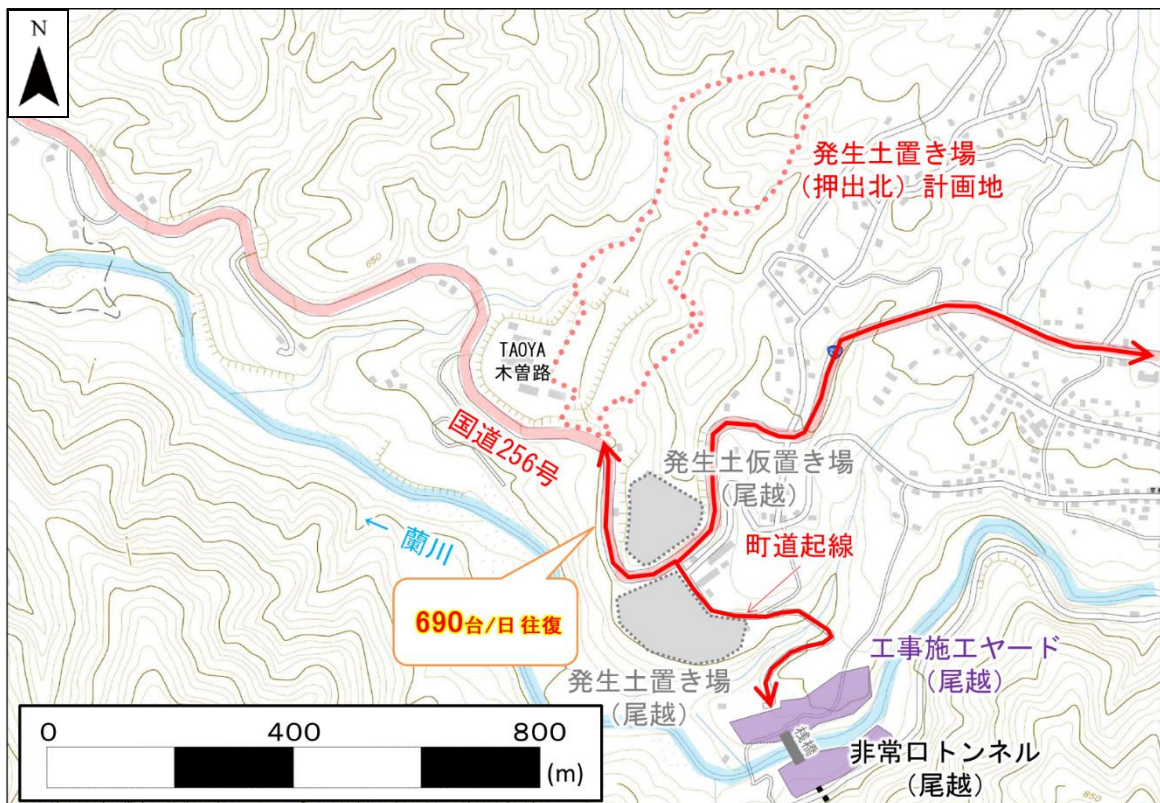 N
発生土置き場
（押出北）計画地
650
TAOYA
木曽路
国道256号
発生土仮置き場
（尾越）
← 蘭川
町道起線
690台/日 往復
工事施工ヤード
（尾越）
発生土置き場
（尾越）
桟橋
非常口トンネル
（尾越）
0 400 800
(m)
850